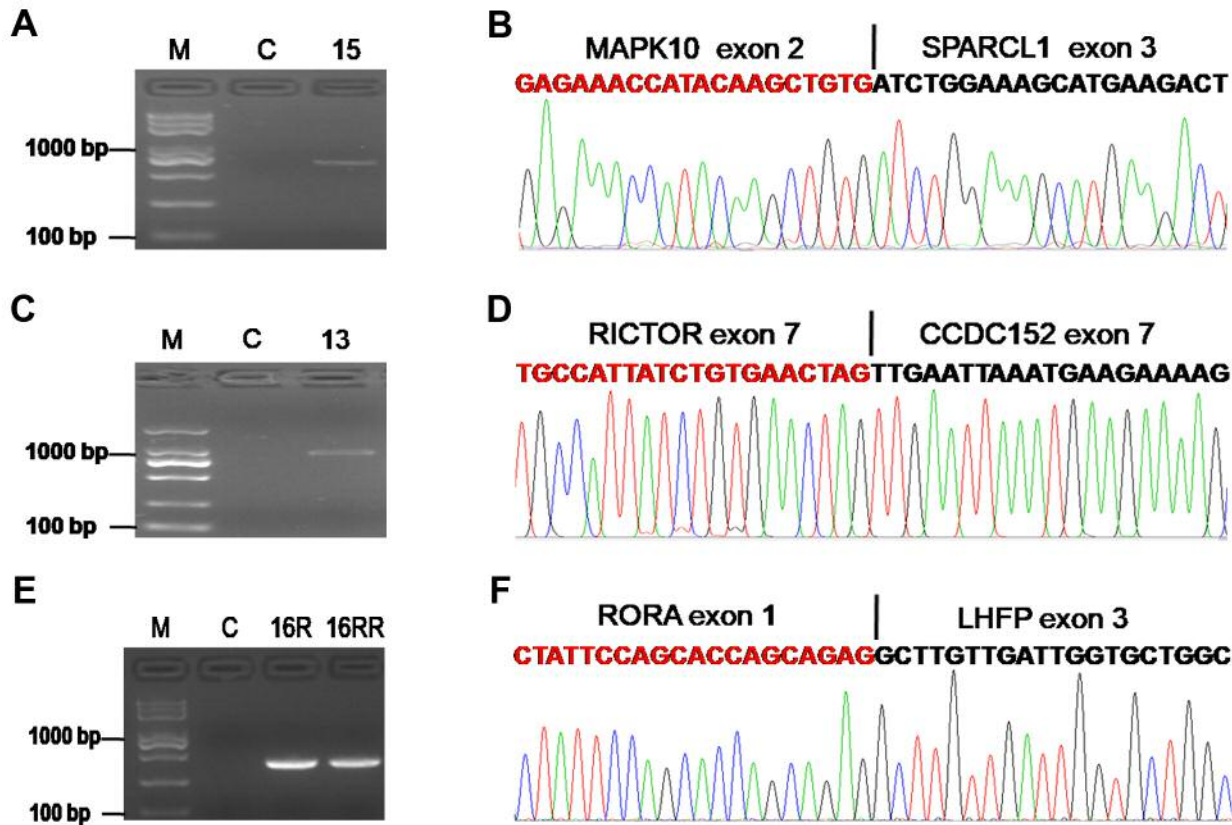 A
M C 15
1000 bp
100 bp
B
MAPK10 exon 2 SPARCL1 exon 3
GAGAAACCATACAAGCTGTGATCTGGAAAGCATGAAGACT
C
M C 13
1000 bp
100 bp
D
RICTOR exon 7 CCDC152 exon 7
TGCCATTATCTGTGAACTAGTTGAATTAAATGAAGAAAAG
E
M C 16R 16RR
1000 bp
100 bp
F
RORA exon 1 LHFP exon 3
CTATTCCAGCACCAGCAGAGGCTTGTTGATTGGTGCTGGC